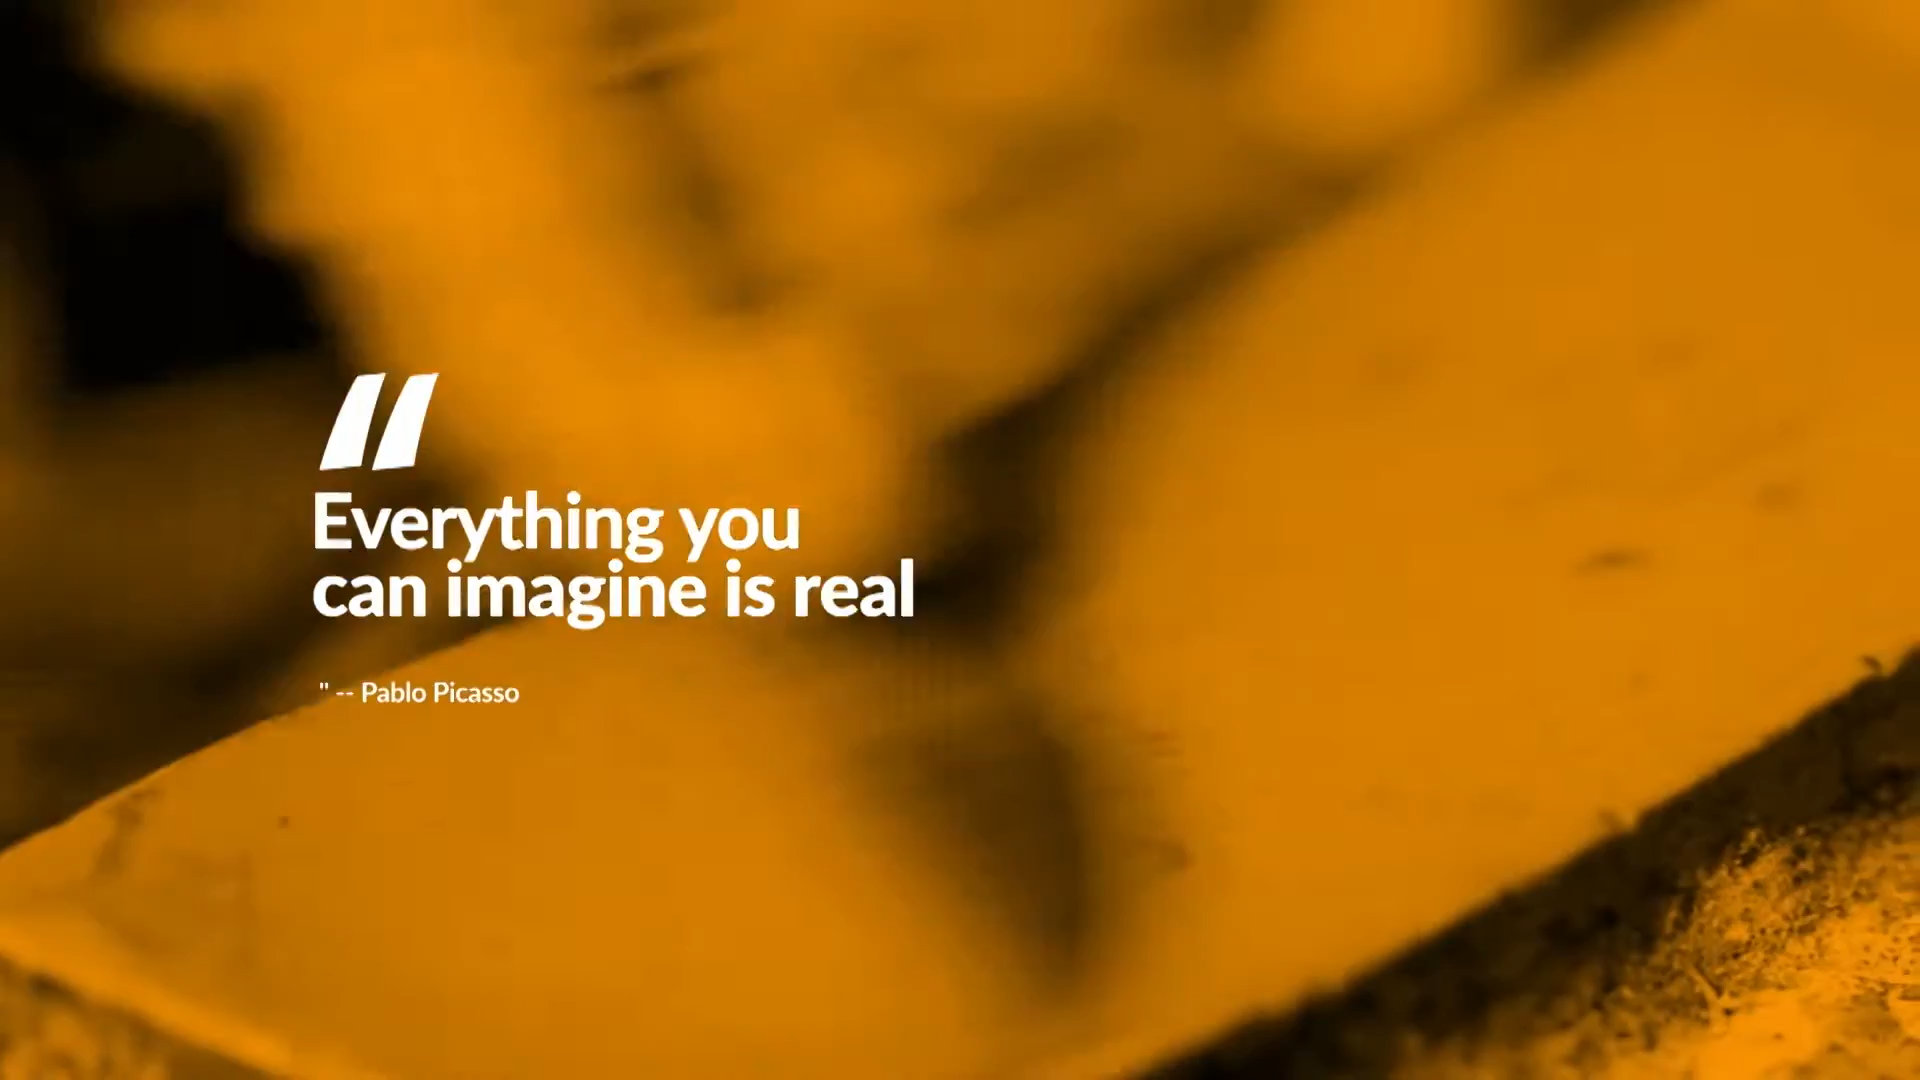 “
Everything you
can imagine is real
" -- Pablo Picasso